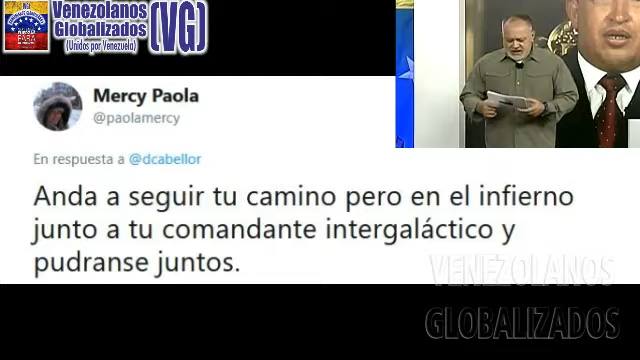 Venezolanos
Globalizados
(Unidos por Venezuela)
(VG)
Mercy Paola
@paolamercy
En respuesta a @dcabellor
Anda a seguir tu camino pero en el infierno
junto a tu comandante intergaláctico y
pudranse juntos.
VENEZOLANOS
GLOBALIZADOS